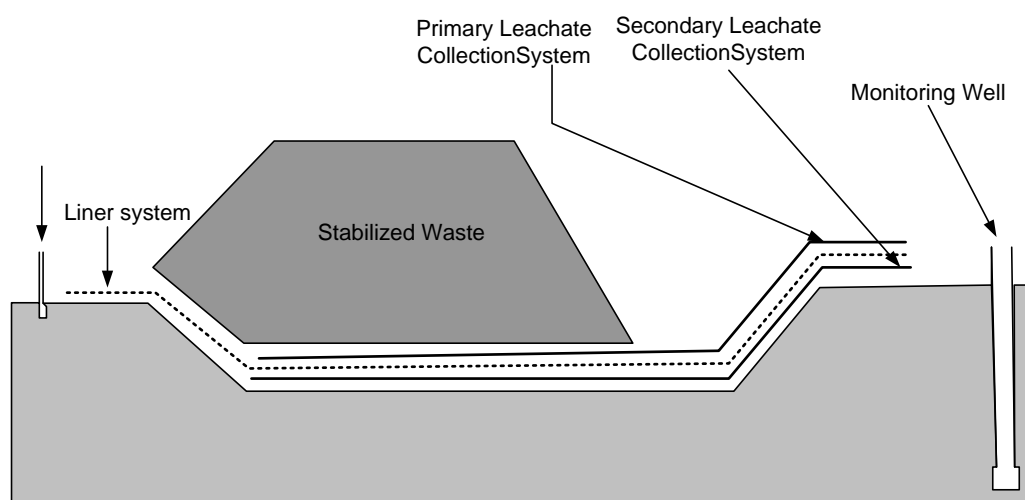 Primary Leachate
CollectionSystem
Secondary Leachate
CollectionSystem
Monitoring Well
Liner system
Stabilized Waste